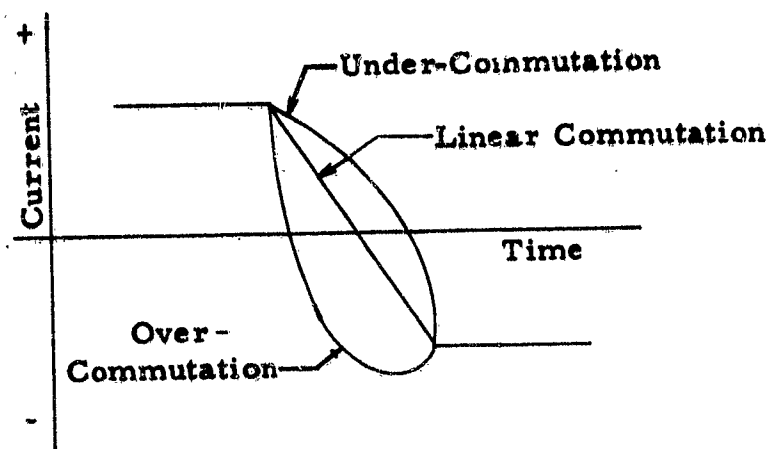 +
Under-Commutation
Linear Commutation
Current
Time
Over-
Commutation
-